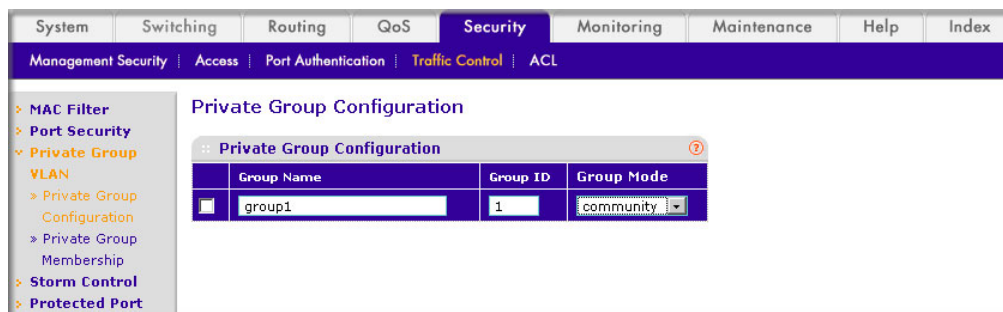 System Switching Routing QoS Security Monitoring Maintenance Help Index
Management Security | Access | Port Authentication | Traffic Control | ACL
MAC Filter
Port Security
Private Group
VLAN
» Private Group
Configuration
» Private Group
Membership
Storm Control
Protected Port
Private Group Configuration
Private Group Configuration ?
Group Name Group ID Group Mode
group1 1 community